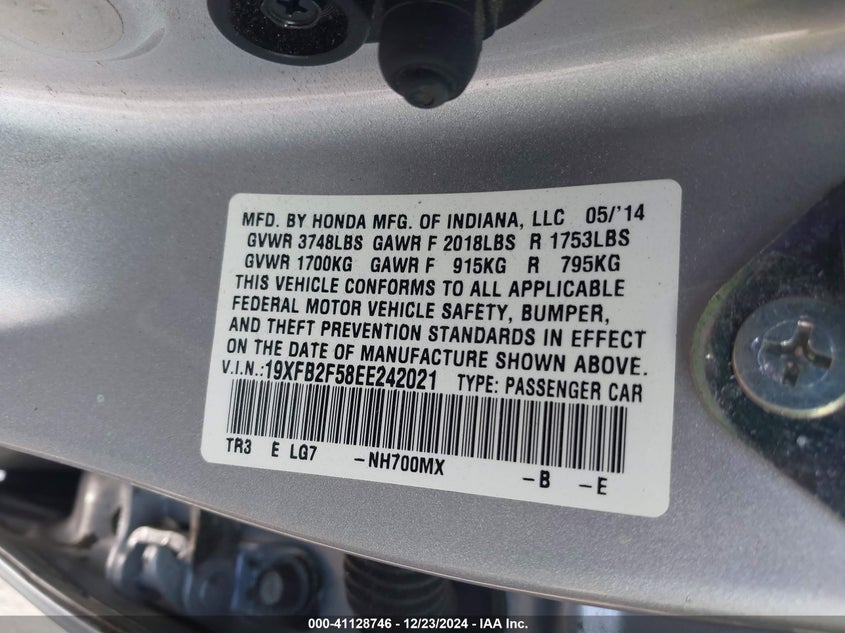 MFD. BY HONDA MFG. OF INDIANA, LLC 05/'14
GVWR 3748LBS GAWR F 2018LBS R 1753LBS
GVWR 1700KG GAWR F 915KG R 795KG
THIS VEHICLE CONFORMS TO ALL APPLICABLE
FEDERAL MOTOR VEHICLE SAFETY, BUMPER,
AND THEFT PREVENTION STANDARDS IN EFFECT
ON THE DATE OF MANUFACTURE SHOWN ABOVE.
V.I.N.:19XFB2F58EE242021 TYPE: PASSENGER CAR
TR3 E LG7 -NH700MX -B -E
000-41128746 - 12/23/2024 - IAA Inc.